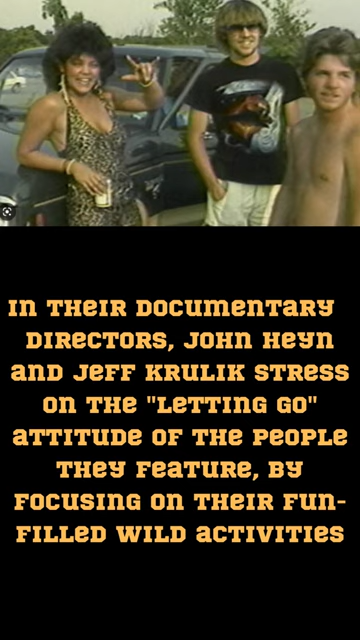 In their documentary
directors, John Heyn
and Jeff Krulik stress
on the "letting go"
attitude of the people
they feature, by
focusing on their fun-
filled wild activities